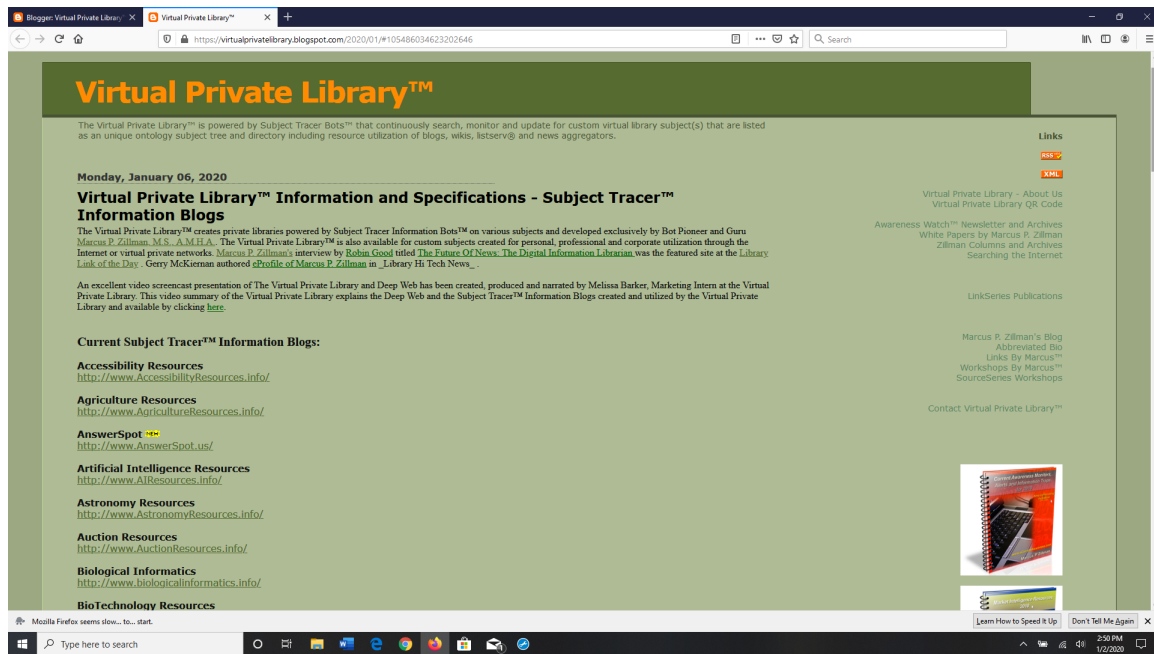 Blogger: Virtual Private Library
Virtual Private Library™
https://virtualprivatelibrary.blogspot.com/2020/01/#105486034623202646
Search
Virtual Private Library™
The Virtual Private Library™ is powered by Subject Tracer Bots™ that continuously search, monitor and update for custom virtual library subject(s) that are listed
as an unique ontology subject tree and directory including resource utilization of blogs, wikis, listserv® and news aggregators.
Monday, January 06, 2020
Virtual Private Library™ Information and Specifications - Subject Tracer™
Information Blogs
The Virtual Private Library™ creates private libraries powered by Subject Tracer Information Bots™ on various subjects and developed exclusively by Bot Pioneer and Guru
Marcus P. Zillman, M.S., A.M.H.A.. The Virtual Private Library™ is also available for custom subjects created for personal, professional and corporate utilization through the
Internet or virtual private networks. Marcus P. Zillman's interview by Robin Good titled The Future Of News: The Digital Information Librarian was the featured site at the Library
Link of the Day . Gerry McKiernan authored eProfile of Marcus P. Zillman in _Library Hi Tech News_ .
An excellent video screencast presentation of The Virtual Private Library and Deep Web has been created, produced and narrated by Melissa Barker, Marketing Intern at the Virtual
Private Library. This video summary of the Virtual Private Library explains the Deep Web and the Subject Tracer™ Information Blogs created and utilized by the Virtual Private
Library and available by clicking here.
Current Subject Tracer™ Information Blogs:
Accessibility Resources
http://www.AccessibilityResources.info/
Agriculture Resources
http://www.AgricultureResources.info/
AnswerSpot NEW
http://www.AnswerSpot.us/
Artificial Intelligence Resources
http://www.AIResources.info/
Astronomy Resources
http://www.AstronomyResources.info/
Auction Resources
http://www.AuctionResources.info/
Biological Informatics
http://www.biologicalinformatics.info/
BioTechnology Resources
Links
RSS
XML
Virtual Private Library - About Us
Virtual Private Library QR Code
Awareness Watch™ Newsletter and Archives
White Papers by Marcus P. Zillman
Zillman Columns and Archives
Searching the Internet
LinkSeries Publications
Marcus P. Zillman's Blog
Abbreviated Bio
Links By Marcus™
Workshops By Marcus™
SourceSeries Workshops
Contact Virtual Private Library™
Mozilla Firefox seems slow... to... start.
Learn How to Speed It Up
Don't Tell Me Again
Type here to search
2:50 PM
1/2/2020